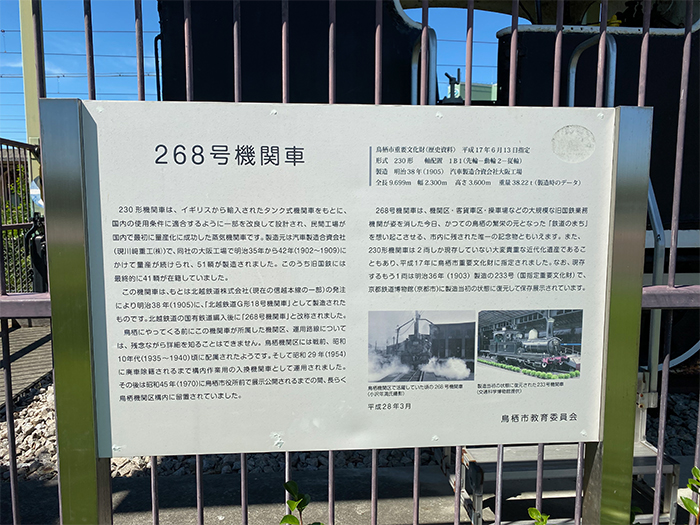 268号機関車
鳥栖市重要文化財(歴史資料) 平成17年6月13日指定
形式 230形 軸配置 1B1(先輪−動輪2−従輪)
製造 明治38年(1905) 汽車製造合資会社大阪工場
全長9.699m 幅2.300m 高さ3.600m 重量38.22t(製造時のデータ)
230形機関車は、イギリスから輸入されたタンク式機関車をもとに、
国内の使用条件に適合するように一部を改良して設計され、民間工場が
国内で最初に量産化に成功した蒸気機関車です。製造元は汽車製造合資会社
(現川崎重工(株))で、同社の大阪工場で明治35年から42年(1902〜1909)に
かけて量産が続けられ、51輌が製造されました。このうち旧国鉄には
最終的に41輌が在籍していました。
この機関車は、もとは北越鉄道株式会社(現在の信越本線の一部)の発注
により明治38年(1905)に、「北越鉄道G形18号機関車」として製造された
ものです。北越鉄道の国有鉄道編入後に「268号機関車」と改称されました。
鳥栖にやってくる前にこの機関車が所属した機関区、運用路線について
は、残念ながら詳細を知ることはできません。鳥栖機関区には戦前、昭和
10年代(1935〜1940)頃に配属されたようです。そして昭和29年(1954)
に廃車除籍されるまで構内作業用の入換機関車として運用されました。
その後は昭和45年(1970)に鳥栖市役所前で展示公開されるまでの間、長らく
鳥栖機関区構内に留置されていました。
268号機関車は、機関区・客貨車区・操車場などの大規模な旧国鉄業務
機関が姿を消した今日、かつての鳥栖の繁栄の元となった「鉄道のまち」
を想い起こさせる、市内に残された唯一の記念物ともいえます。また、
230形機関車は2両しか現存していない大変貴重な近代化遺産であるこ
ともあり、平成17年に鳥栖市重要文化財に指定されました。なお、現存
するもう1両は明治36年(1903)製造の233号(国指定重要文化財)で、
京都鉄道博物館(京都市)に製造当初の状態に復元して保存展示されています。
鳥栖機関区で活躍していた頃の268号機関車
(小沢年満氏撮影)
製造当初の状態に復元された233号機関車
(交通科学博物館提供)
平成28年3月
鳥栖市教育委員会